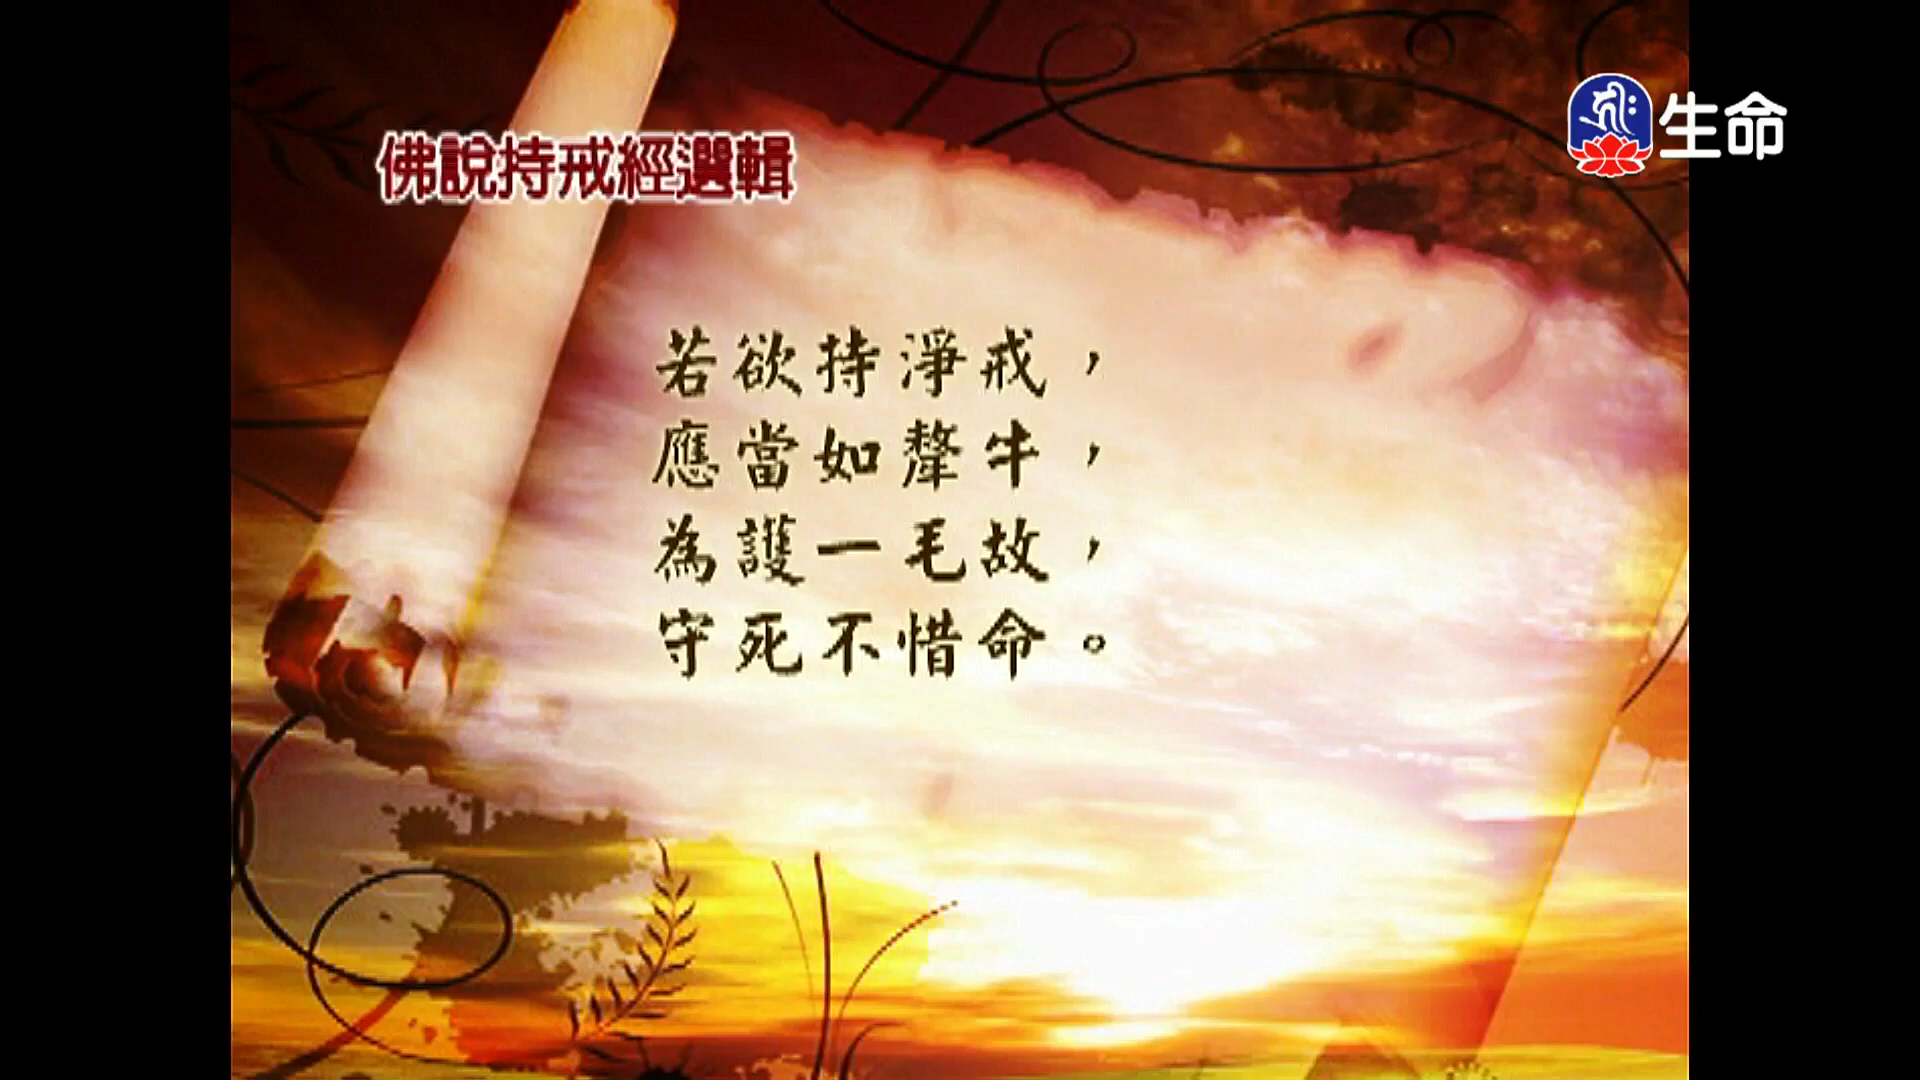 佛說持戒經選輯
生命
若欲持淨戒，
應當如犛牛，
為護一毛故，
守死不惜命。